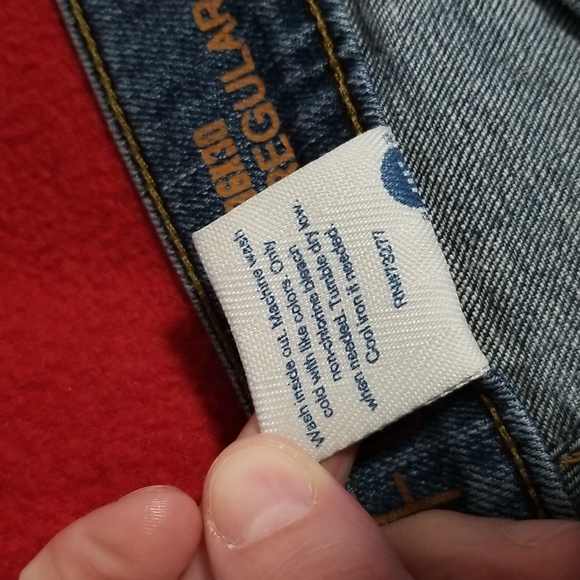 REGULAR
Wash inside out. Machine wash
cold with like colors. Only
non-chlorine bleach
when needed. Tumble dry low.
Cool iron if needed.
RN#73277